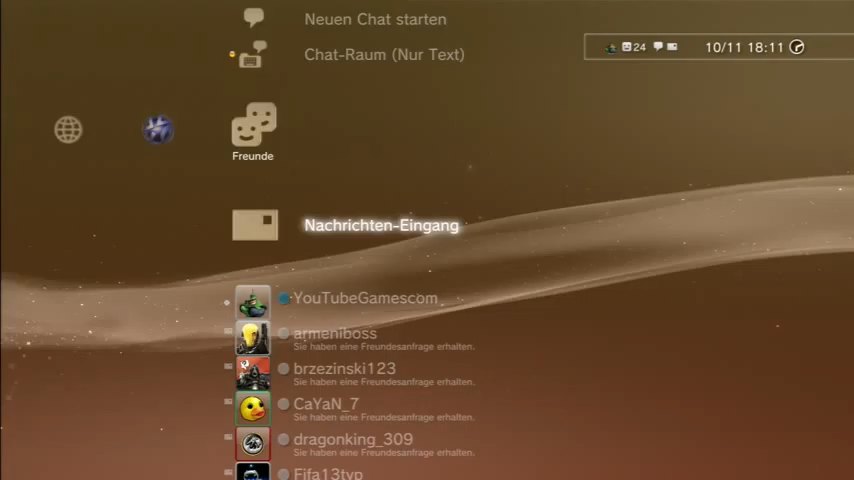 Neuen Chat starten
24 10/11 18:11
Chat-Raum (Nur Text)
Freunde
Nachrichten-Eingang
YouTubeGamescom
armeniboss
Sie haben eine Freundesanfrage erhalten.
brzezinski123
Sie haben eine Freundesanfrage erhalten.
CaYaN_7
Sie haben eine Freundesanfrage erhalten.
dragonking_309
Sie haben eine Freundesanfrage erhalten.
Fifa13typ